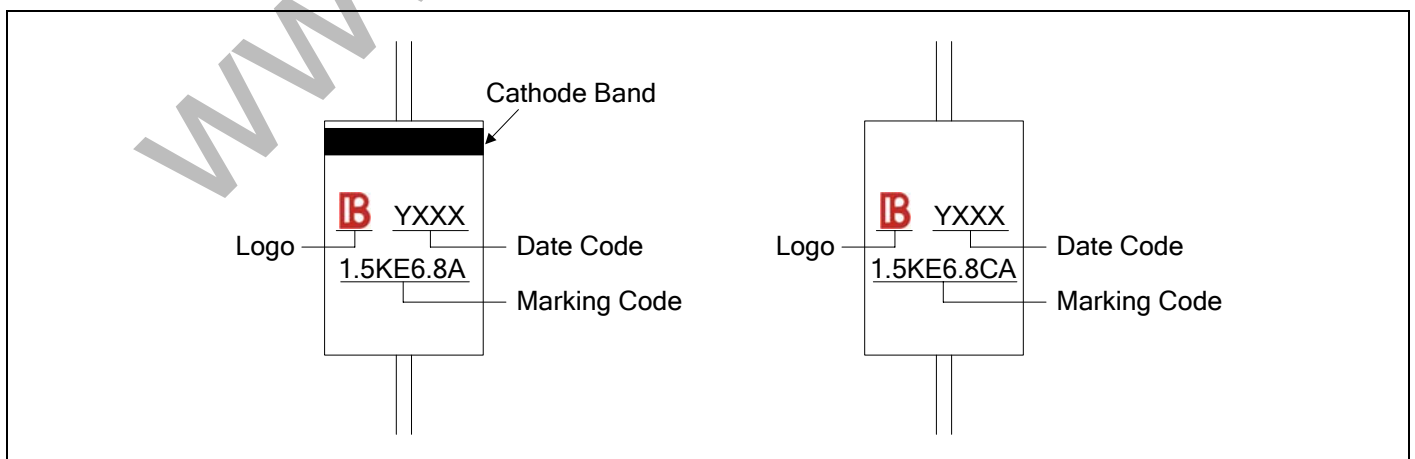 WW
Cathode Band
B YXXX
Logo
Date Code
1.5KE6.8A
Marking Code
B YXXX
Logo
Date Code
1.5KE6.8CA
Marking Code